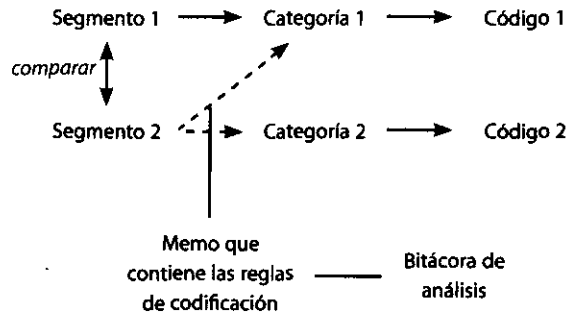 Segmento 1 Categoría 1 Código 1
comparar
Segmento 2 Categoría 2 Código 2
Memo que
contiene las reglas
de codificación
Bitácora de
análisis